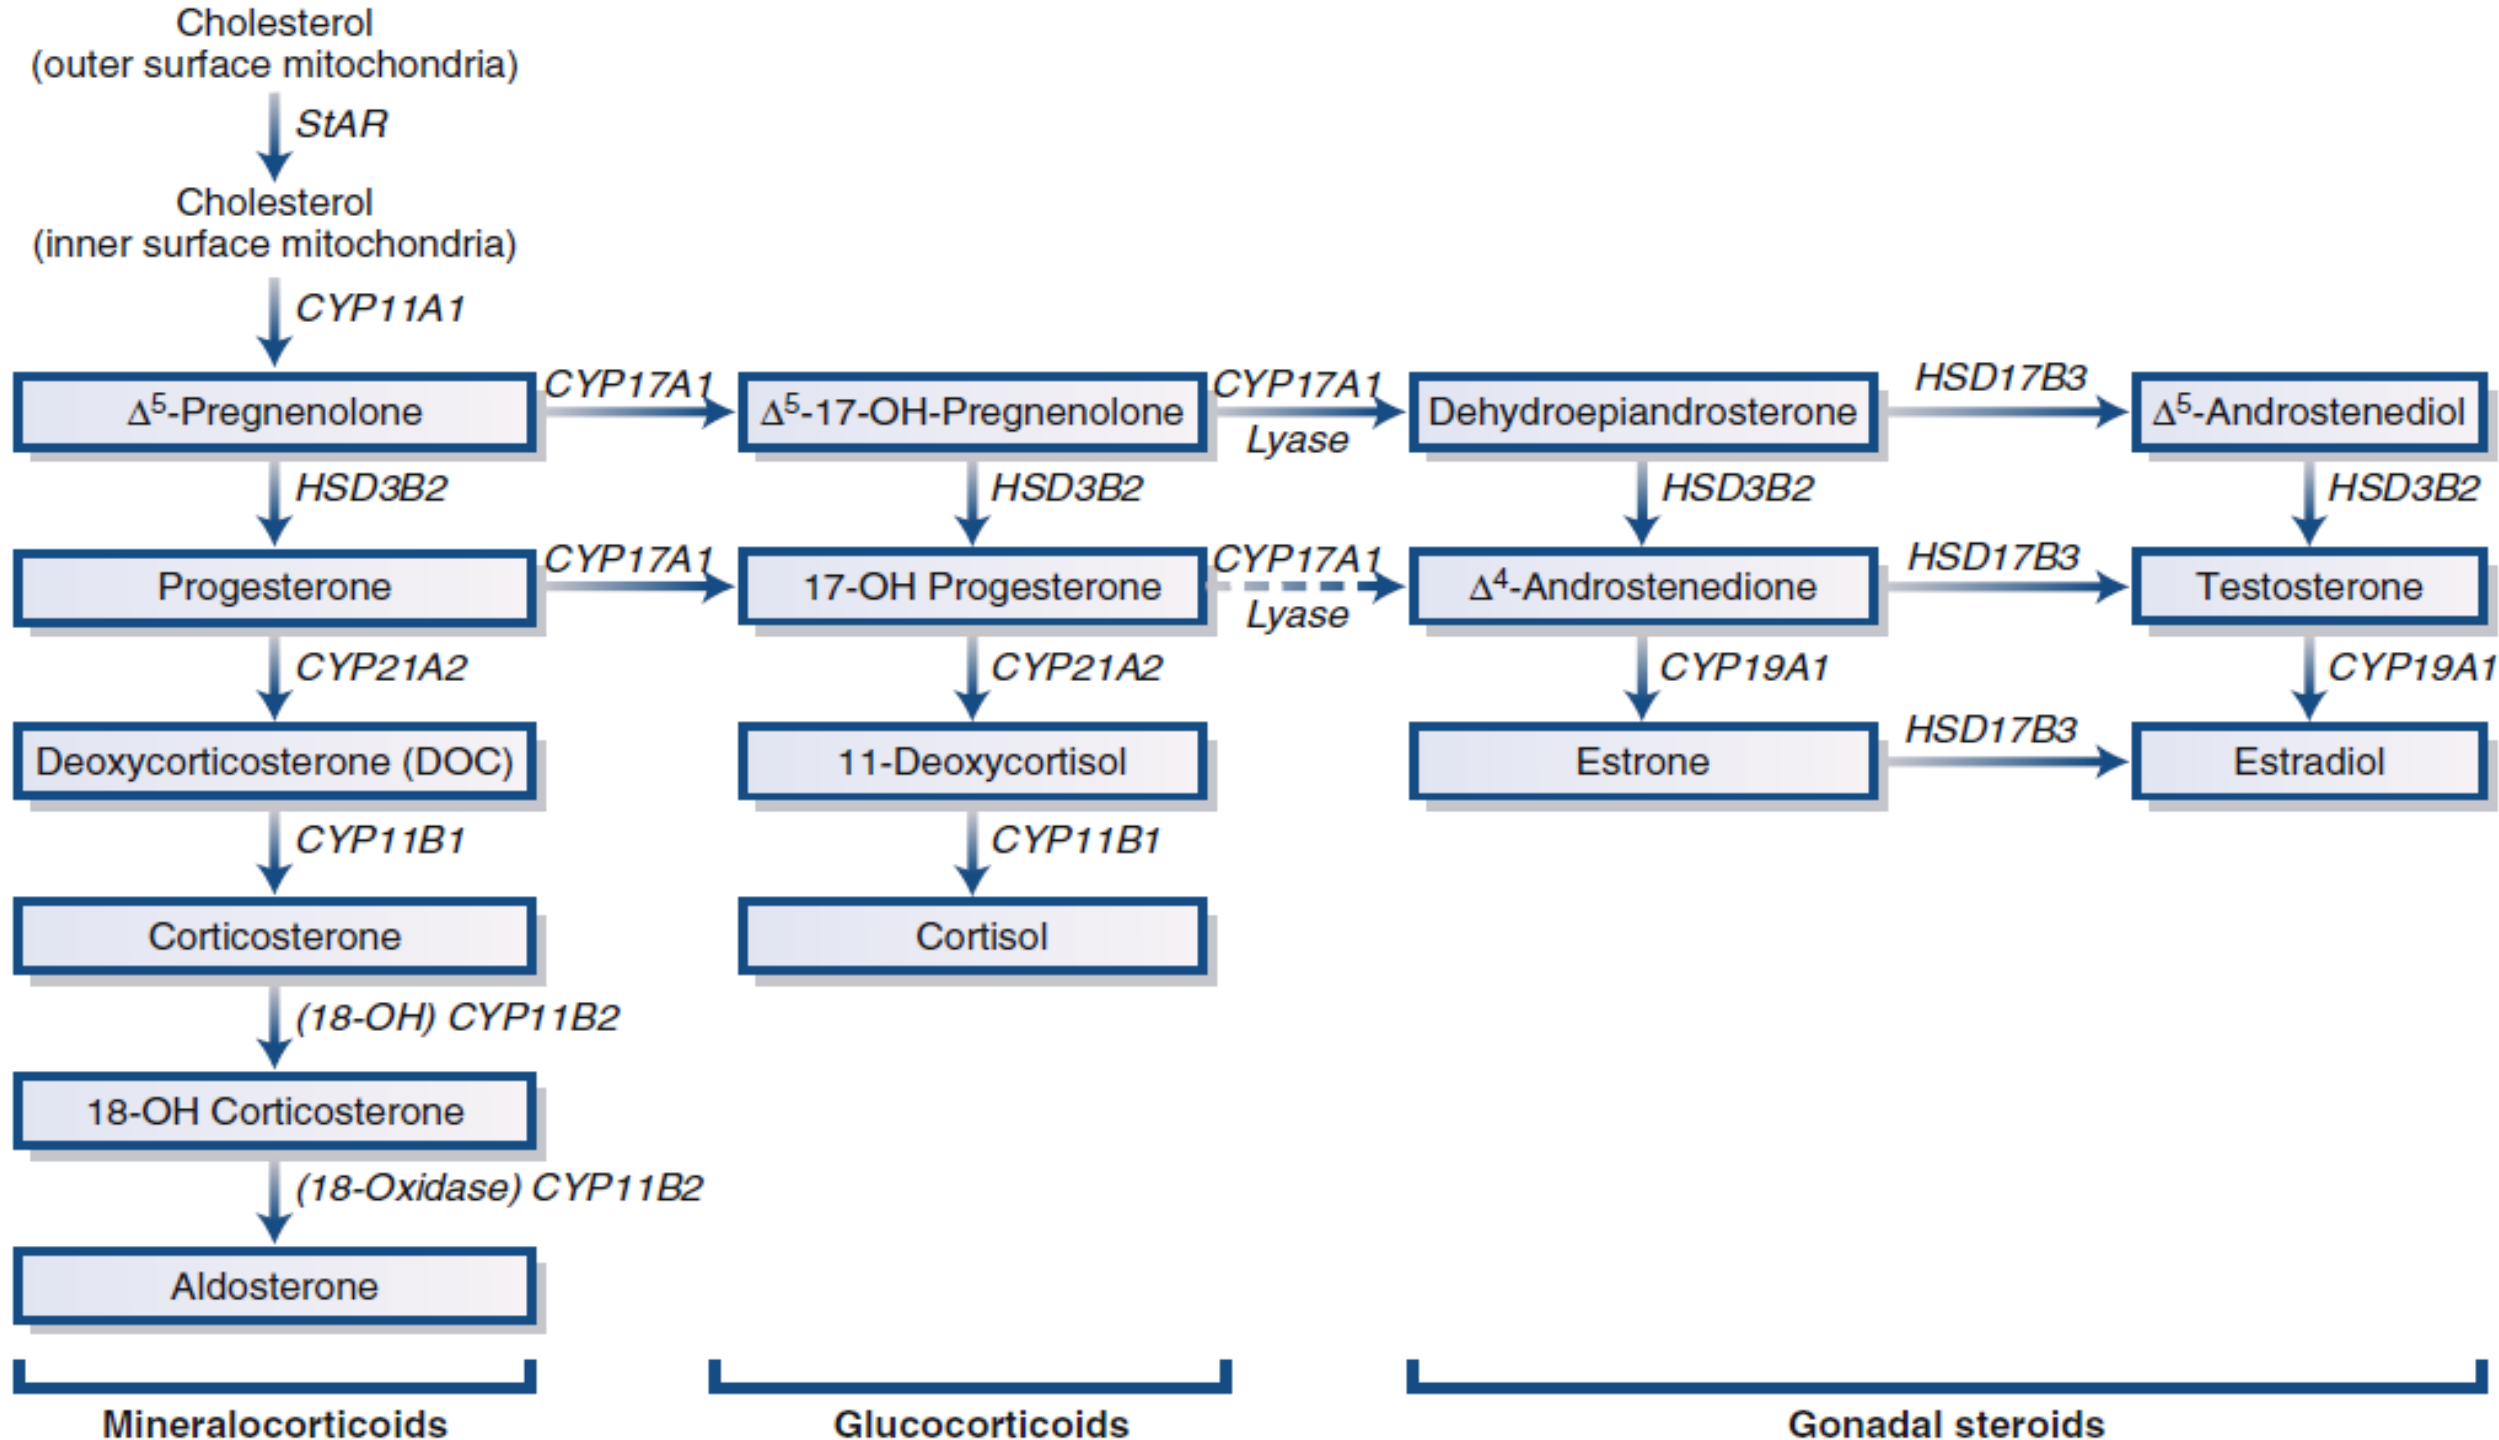 Cholesterol
(outer surface mitochondria)
StAR
Cholesterol
(inner surface mitochondria)
CYP11A1
Δ5-Pregnenolone
CYP17A1
Δ5-17-OH-Pregnenolone
CYP17A1
Lyase
Dehydroepiandrosterone
HSD17B3
Δ5-Androstenediol
HSD3B2
HSD3B2
HSD3B2
HSD3B2
Progesterone
CYP17A1
17-OH Progesterone
CYP17A1
Lyase
Δ4-Androstenedione
HSD17B3
Testosterone
CYP21A2
CYP21A2
CYP19A1
CYP19A1
Deoxycorticosterone (DOC)
11-Deoxycortisol
Estrone
HSD17B3
Estradiol
CYP11B1
CYP11B1
Corticosterone
Cortisol
(18-OH) CYP11B2
18-OH Corticosterone
(18-Oxidase) CYP11B2
Aldosterone
Mineralocorticoids
Glucocorticoids
Gonadal steroids